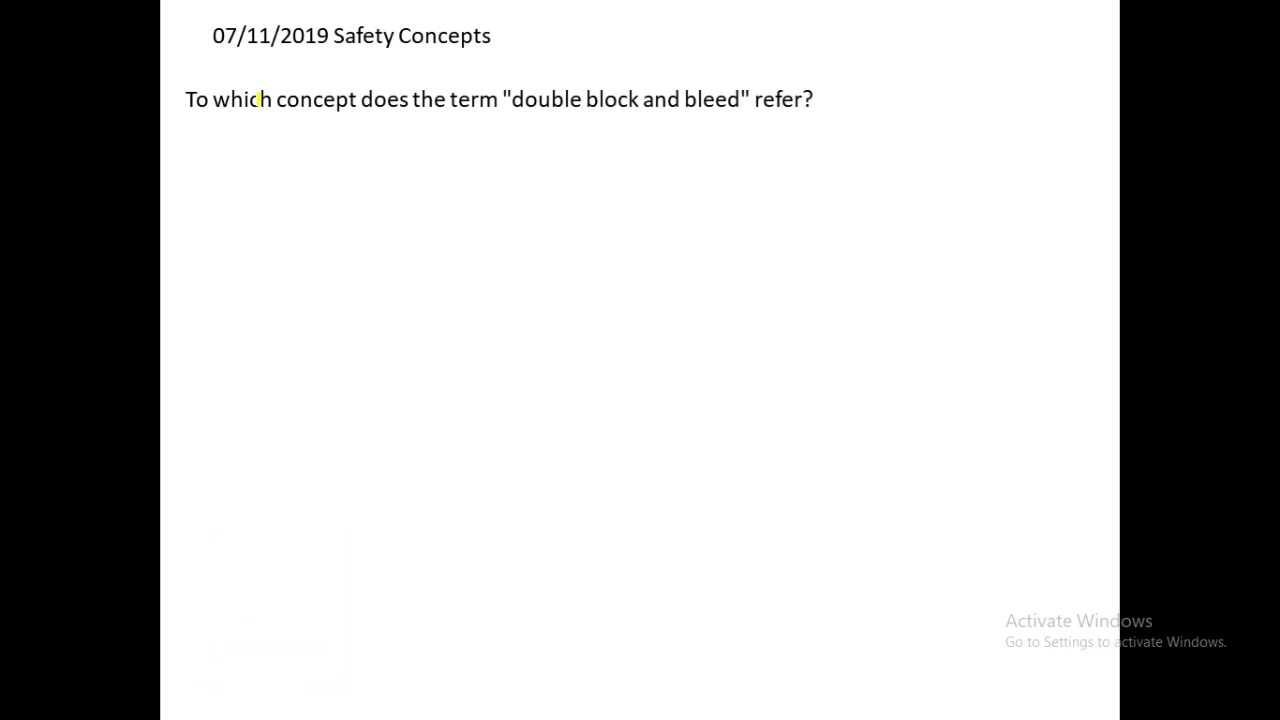 07/11/2019 Safety Concepts
To which concept does the term "double block and bleed" refer?
Activate Windows
Go to Settings to activate Windows.